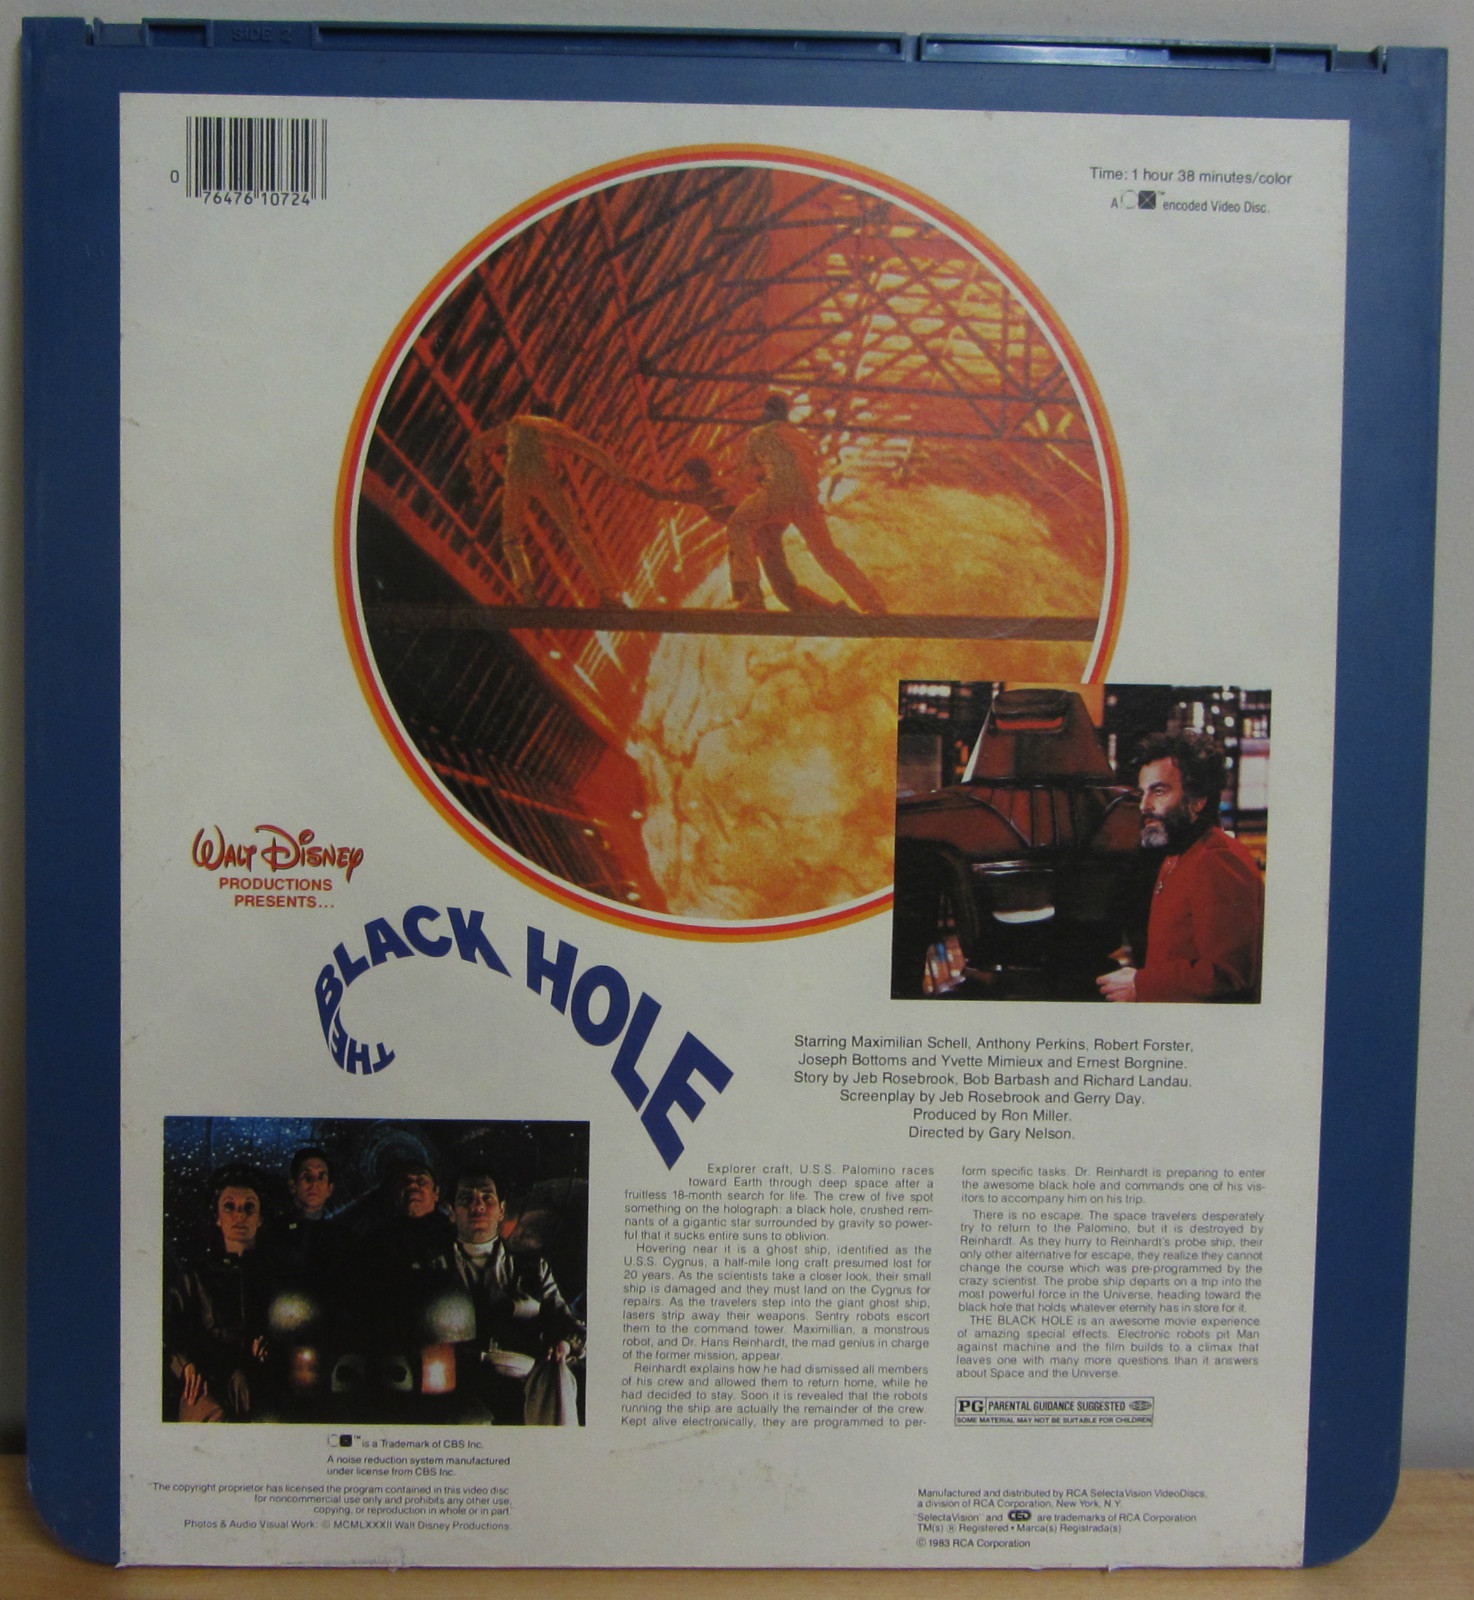 SIDE 2
0 76476 10724
Time: 1 hour 38 minutes/color
A CX™ encoded Video Disc.
WALT DISNEY
PRODUCTIONS
PRESENTS...
THE BLACK HOLE
Starring Maximilian Schell, Anthony Perkins, Robert Forster,
Joseph Bottoms and Yvette Mimieux and Ernest Borgnine.
Story by Jeb Rosebrook, Bob Barbash and Richard Landau.
Screenplay by Jeb Rosebrook and Gerry Day.
Produced by Ron Miller.
Directed by Gary Nelson.
Explorer craft, U.S.S. Palomino races
toward Earth through deep space after a
fruitless 18-month search for life. The crew of five spot
something on the holograph: a black hole, crushed rem-
nants of a gigantic star surrounded by gravity so power-
ful that it sucks entire suns to oblivion.
Hovering near it is a ghost ship, identified as the
U.S.S. Cygnus, a half-mile long craft presumed lost for
20 years. As the scientists take a closer look, their small
ship is damaged and they must land on the Cygnus for
repairs. As the travelers step into the giant ghost ship,
lasers strip away their weapons. Sentry robots escort
them to the command tower. Maximillian, a monstrous
robot, and Dr. Hans Reinhardt, the mad genius in charge
of the former mission, appear.
Reinhardt explains how he had dismissed all members
of his crew and allowed them to return home, while he
had decided to stay. Soon it is revealed that the robots
running the ship are actually the remainder of the crew.
Kept alive electronically, they are programmed to per-
form specific tasks. Dr. Reinhardt is preparing to enter
the awesome black hole and commands one of his vis-
itors to accompany him on his trip.
There is no escape. The space travelers desperately
try to return to the Palomino, but it is destroyed by
Reinhardt. As they hurry to Reinhardt's probe ship, their
only other alternative for escape, they realize they cannot
change the course which was pre-programmed by the
crazy scientist. The probe ship departs on a trip into the
most powerful force in the Universe, heading toward the
black hole that holds whatever eternity has in store for it.
THE BLACK HOLE is an awesome movie experience
of amazing special effects. Electronic robots pit Man
against machine and the film builds to a climax that
leaves one with many more questions than it answers
about Space and the Universe.
PG PARENTAL GUIDANCE SUGGESTED
SOME MATERIAL MAY NOT BE SUITABLE FOR CHILDREN
CX™ is a Trademark of CBS Inc.
A noise reduction system manufactured
under license from CBS Inc.
"The copyright proprietor has licensed the program contained in this video disc
for noncommercial use only and prohibits any other use,
copying, or reproduction in whole or in part.
Photos & Audio Visual Work: © MCMLXXXII Walt Disney Productions.
Manufactured and distributed by RCA SelectaVision VideoDiscs,
a division of RCA Corporation, New York, N.Y.
"SelectaVision" and CED are trademarks of RCA Corporation
TM(s) ® Registered • Marca(s) Registrada(s)
© 1983 RCA Corporation